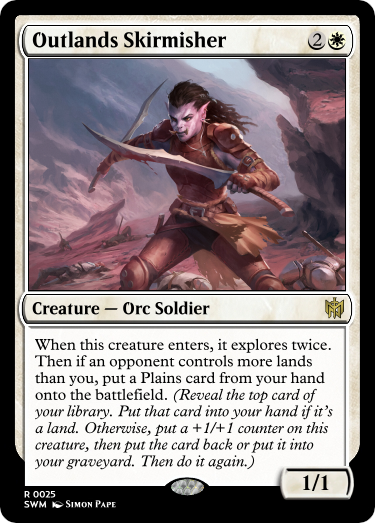 Outlands Skirmisher 2
Creature — Orc Soldier
When this creature enters, it explores twice.
Then if an opponent controls more lands
than you, put a Plains card from your hand
onto the battlefield. (Reveal the top card of
your library. Put that card into your hand if it's
a land. Otherwise, put a +1/+1 counter on this
creature, then put the card back or put it into
your graveyard. Then do it again.)
1/1
R 0025
SWM Simon Pape